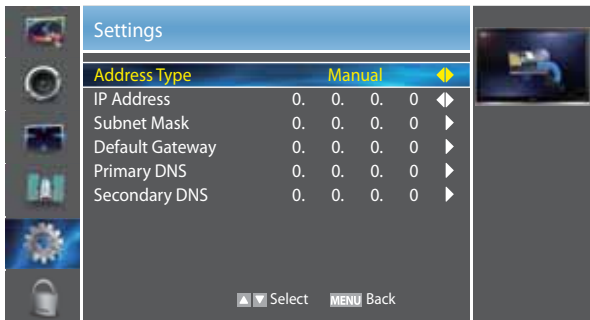 Settings
Address Type Manual
IP Address 0. 0. 0. 0
Subnet Mask 0. 0. 0. 0
Default Gateway 0. 0. 0. 0
Primary DNS 0. 0. 0. 0
Secondary DNS 0. 0. 0. 0
Select MENU Back